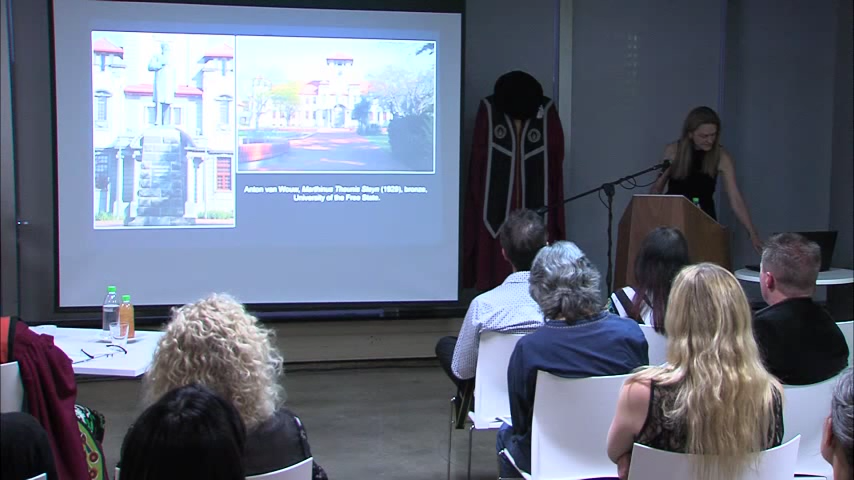 Anton van Wouw, Marthinus Theunis Steyn (1929), bronze,
University of the Free State.